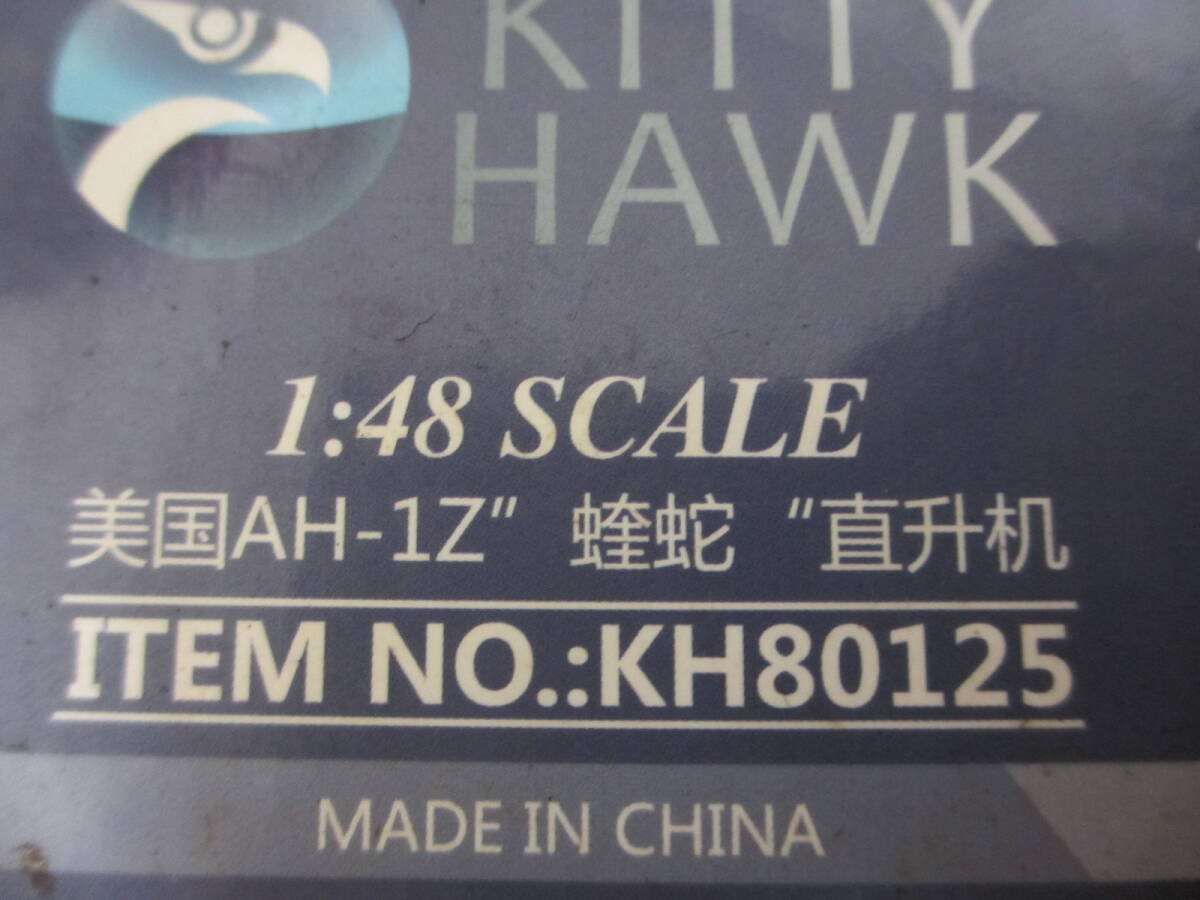 KITTY
HAWK
1:48 SCALE
美国AH-1Z” 蝰蛇 “直升机
ITEM NO.:KH80125
MADE IN CHINA